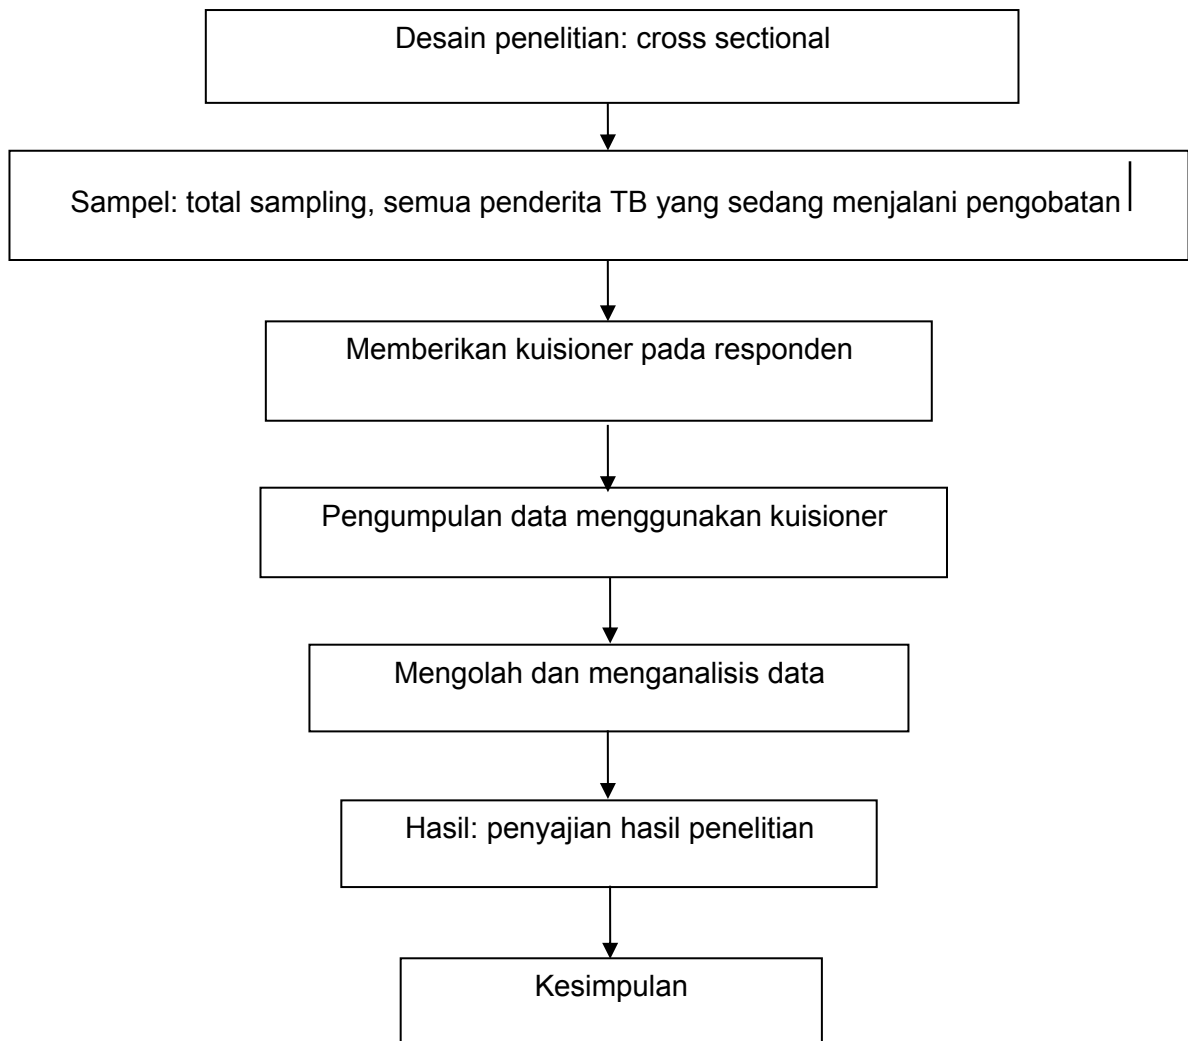 Desain penelitian: cross sectional
Sampel: total sampling, semua penderita TB yang sedang menjalani pengobatan
Memberikan kuisioner pada responden
Pengumpulan data menggunakan kuisioner
Mengolah dan menganalisis data
Hasil: penyajian hasil penelitian
Kesimpulan